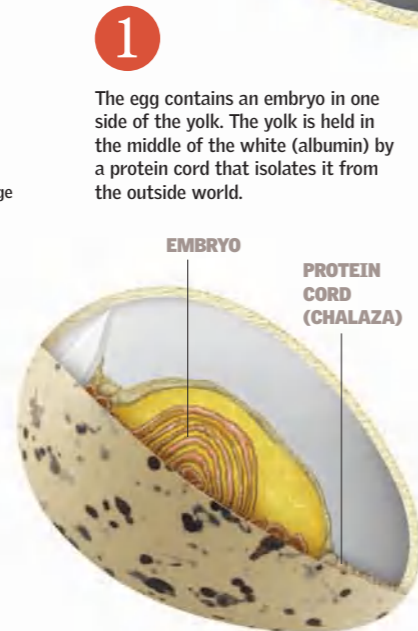 1
The egg contains an embryo in one
side of the yolk. The yolk is held in
the middle of the white (albumin) by
a protein cord that isolates it from
the outside world.
ge
EMBRYO
PROTEIN
CORD
(CHALAZA)